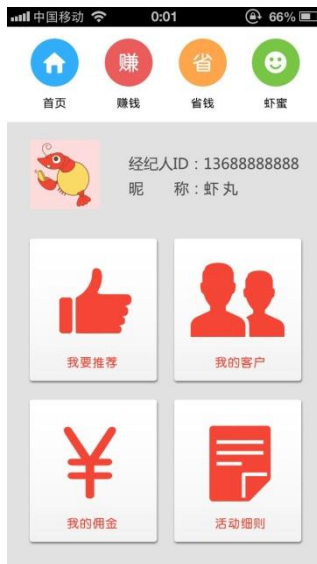 中国移动 0:01 66%
赚 省
首页 赚钱 省钱 虾蜜
经纪人ID：13688888888
昵 称：虾 丸
我要推荐 我的客户
¥
我的佣金 活动细则